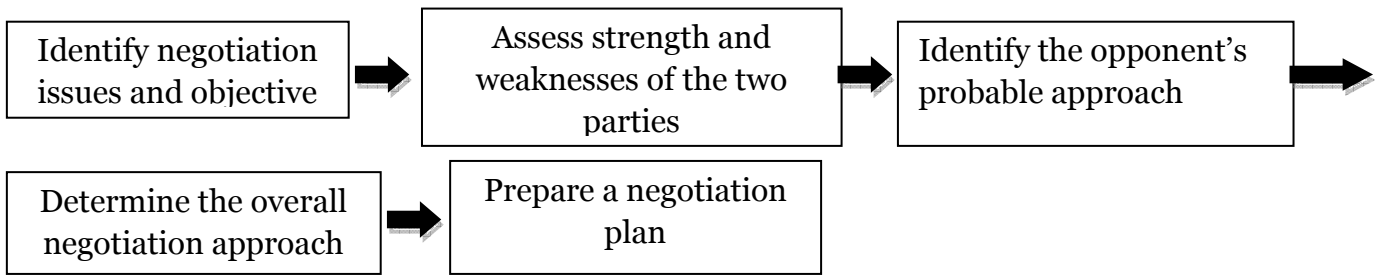 Identify negotiation
issues and objective
Assess strength and
weaknesses of the two
parties
Identify the opponent’s
probable approach
Determine the overall
negotiation approach
Prepare a negotiation
plan